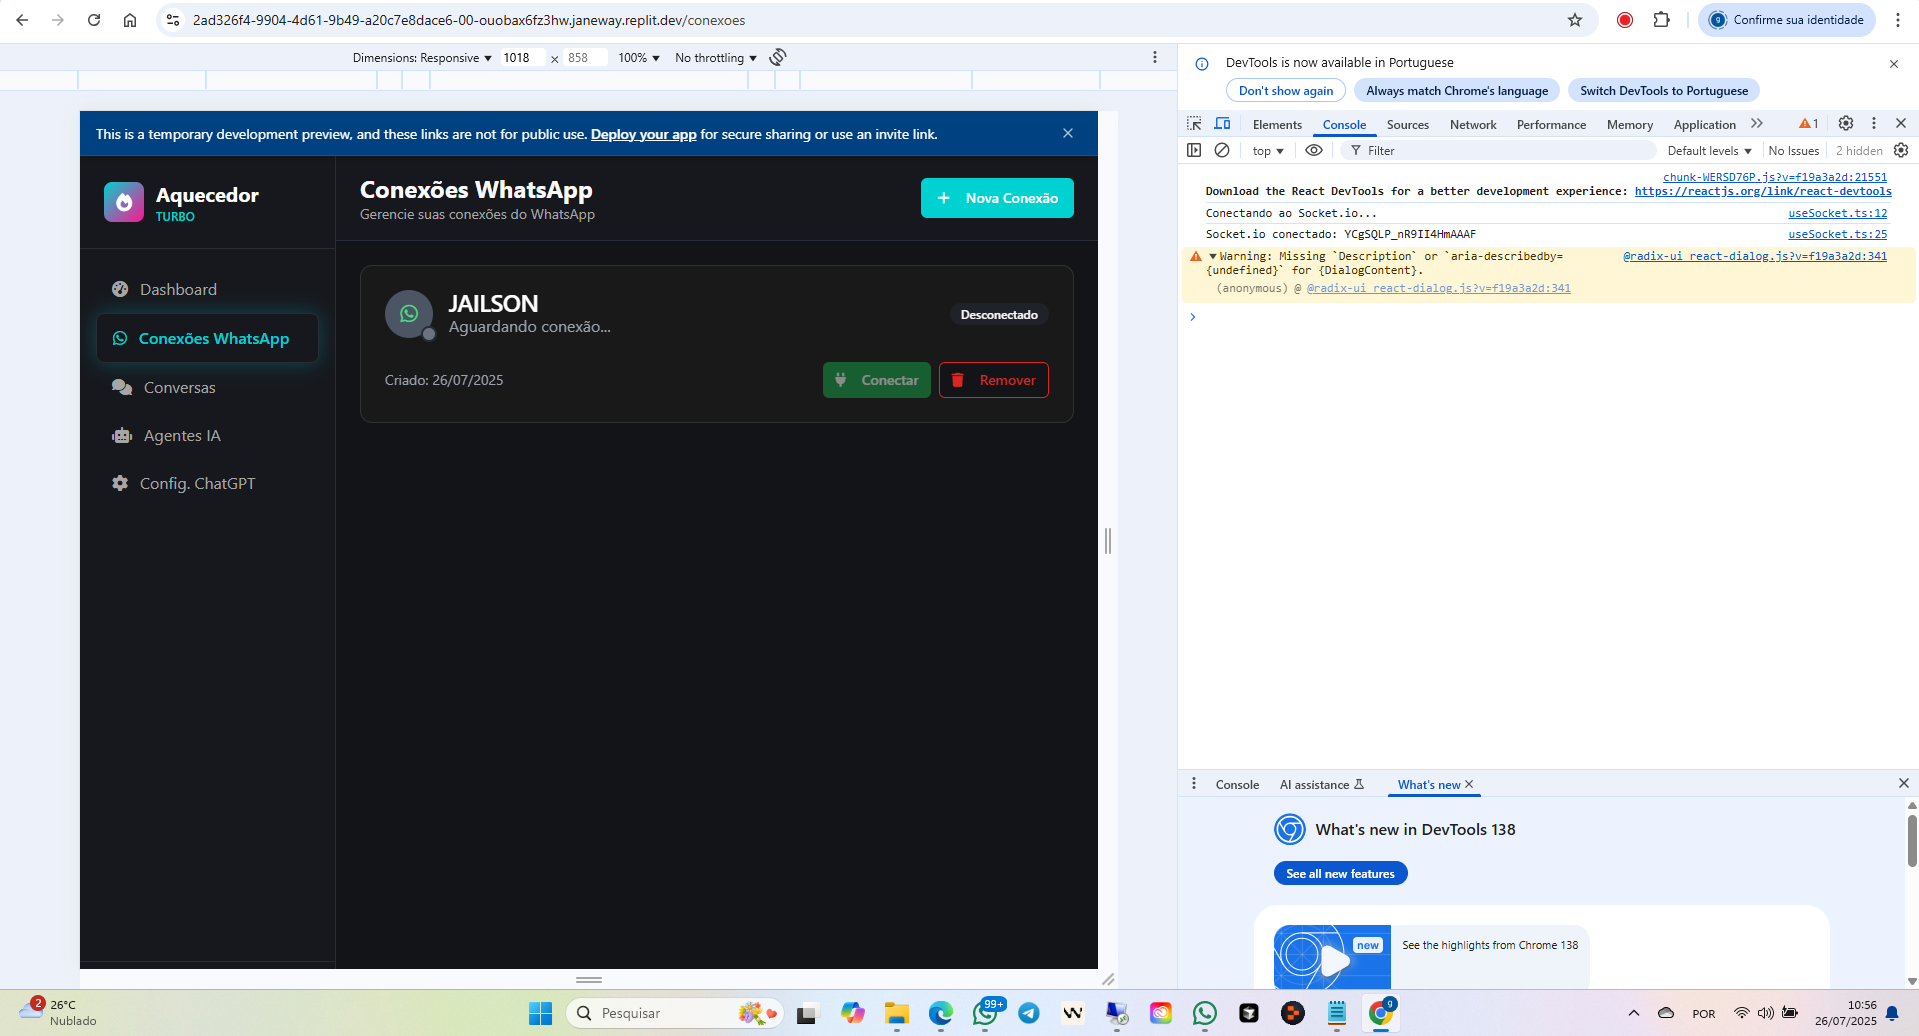 2ad326f4-9904-4d61-9b49-a20c7e8dace6-00-ouobax6fz3hw.janeway.replit.dev/conexoes
Confirme sua identidade
Dimensions: Responsive 1018 × 858 100% No throttling
This is a temporary development preview, and these links are not for public use. Deploy your app for secure sharing or use an invite link.
Aquecedor
TURBO
Dashboard
Conexões WhatsApp
Conversas
Agentes IA
Config. ChatGPT
Conexões WhatsApp
Gerencie suas conexões do WhatsApp
+ Nova Conexão
JAILSON
Aguardando conexão...
Desconectado
Criado: 26/07/2025
Conectar
Remover
DevTools is now available in Portuguese
Don't show again Always match Chrome's language Switch DevTools to Portuguese
Elements Console Sources Network Performance Memory Application 1
top Filter Default levels No Issues 2 hidden
chunk-WERSD76P.js?v=f19a3a2d:21551
Download the React DevTools for a better development experience: https://reactjs.org/link/react-devtools
Conectando ao Socket.io... useSocket.ts:12
Socket.io conectado: YCgSQLP_nR9II4HmAAAF useSocket.ts:25
Warning: Missing `Description` or `aria-describedby= @radix-ui react-dialog.js?v=f19a3a2d:341
{undefined}` for {DialogContent}.
(anonymous) @ @radix-ui react-dialog.js?v=f19a3a2d:341
Console AI assistance What's new
What's new in DevTools 138
See all new features
new
See the highlights from Chrome 138
2
26°C
Nublado
Pesquisar
99+
POR
10:56
26/07/2025